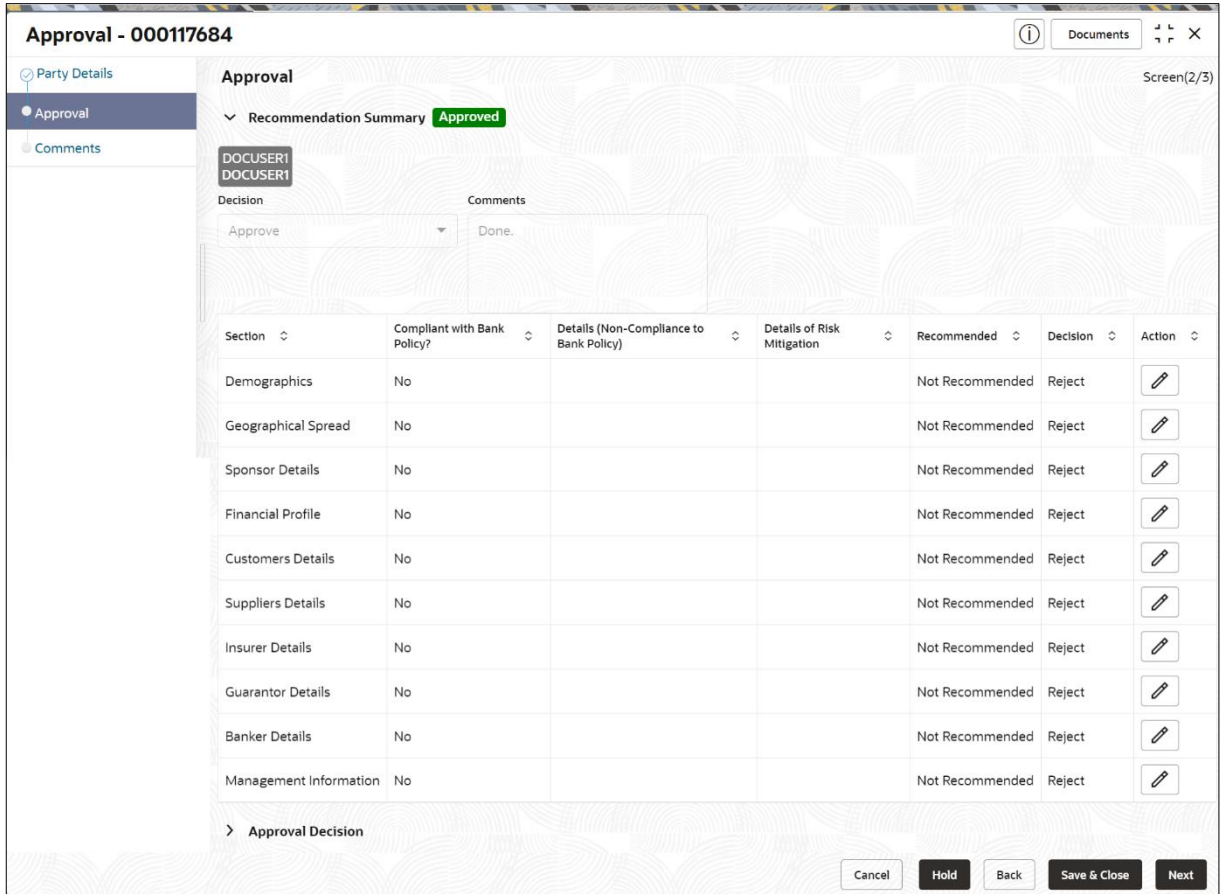 Approval - 000117684
Documents
Party Details
Approval
Comments
Approval
Screen(2/3)
Recommendation Summary Approved
DOCUSER1
DOCUSER1
Decision Comments
Approve Done.
Section Compliant with Bank Policy? Details (Non-Compliance to Bank Policy) Details of Risk Mitigation Recommended Decision Action
Demographics No Not Recommended Reject
Geographical Spread No Not Recommended Reject
Sponsor Details No Not Recommended Reject
Financial Profile No Not Recommended Reject
Customers Details No Not Recommended Reject
Suppliers Details No Not Recommended Reject
Insurer Details No Not Recommended Reject
Guarantor Details No Not Recommended Reject
Banker Details No Not Recommended Reject
Management Information No Not Recommended Reject
Approval Decision
Cancel Hold Back Save & Close Next